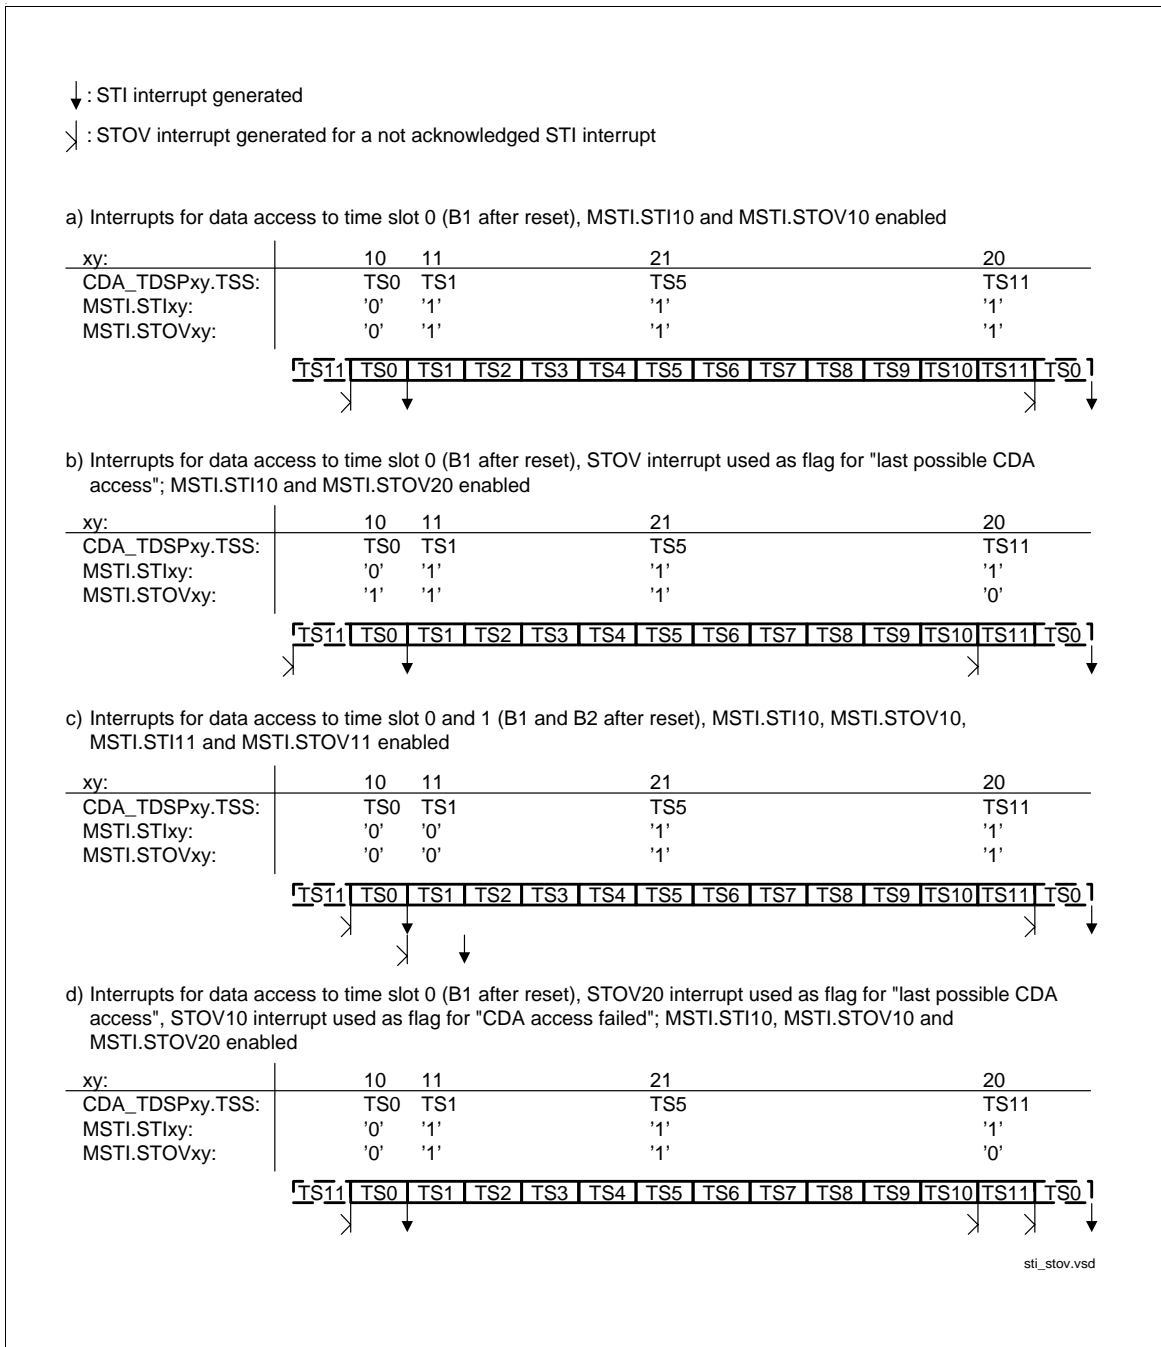 : STI interrupt generated
: STOV interrupt generated for a not acknowledged STI interrupt
a) Interrupts for data access to time slot 0 (B1 after reset), MSTI.STI10 and MSTI.STOV10 enabled
xy: 10 11 21 20
CDA_TDSPxy.TSS: TS0 TS1 TS5 TS11
MSTI.STIxy: '0' '1' '1' '1'
MSTI.STOVxy: '0' '1' '1' '1'
TS11 TS0 TS1 TS2 TS3 TS4 TS5 TS6 TS7 TS8 TS9 TS10 TS11 TS0
b) Interrupts for data access to time slot 0 (B1 after reset), STOV interrupt used as flag for "last possible CDA
access"; MSTI.STI10 and MSTI.STOV20 enabled
xy: 10 11 21 20
CDA_TDSPxy.TSS: TS0 TS1 TS5 TS11
MSTI.STIxy: '0' '1' '1' '1'
MSTI.STOVxy: '1' '1' '1' '0'
TS11 TS0 TS1 TS2 TS3 TS4 TS5 TS6 TS7 TS8 TS9 TS10 TS11 TS0
c) Interrupts for data access to time slot 0 and 1 (B1 and B2 after reset), MSTI.STI10, MSTI.STOV10,
MSTI.STI11 and MSTI.STOV11 enabled
xy: 10 11 21 20
CDA_TDSPxy.TSS: TS0 TS1 TS5 TS11
MSTI.STIxy: '0' '0' '1' '1'
MSTI.STOVxy: '0' '0' '1' '1'
TS11 TS0 TS1 TS2 TS3 TS4 TS5 TS6 TS7 TS8 TS9 TS10 TS11 TS0
d) Interrupts for data access to time slot 0 (B1 after reset), STOV20 interrupt used as flag for "last possible CDA
access", STOV10 interrupt used as flag for "CDA access failed"; MSTI.STI10, MSTI.STOV10 and
MSTI.STOV20 enabled
xy: 10 11 21 20
CDA_TDSPxy.TSS: TS0 TS1 TS5 TS11
MSTI.STIxy: '0' '1' '1' '1'
MSTI.STOVxy: '0' '1' '1' '0'
TS11 TS0 TS1 TS2 TS3 TS4 TS5 TS6 TS7 TS8 TS9 TS10 TS11 TS0
sti_stov.vsd